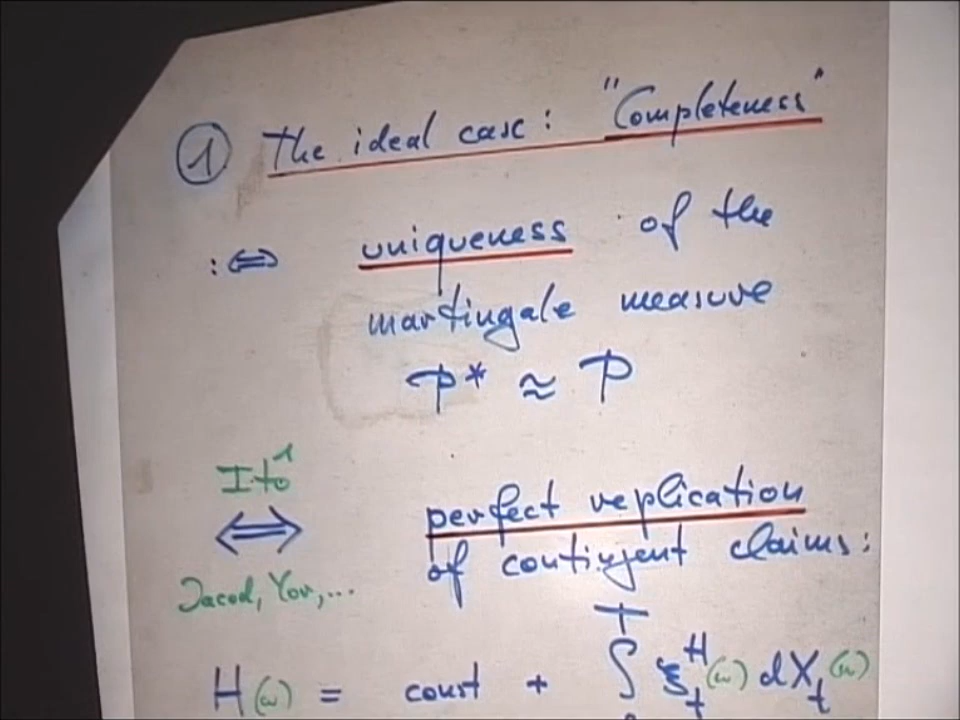 ① The ideal case: "Completeness"
:⇔ uniqueness of the
martingale measure
P* ≈ P
Itô
⇔ perfect replication
of contingent claims:
Jacod, Yor, ...
H(ω) = const + ∫ ξ_t^H(ω) dX_t(ω)
T